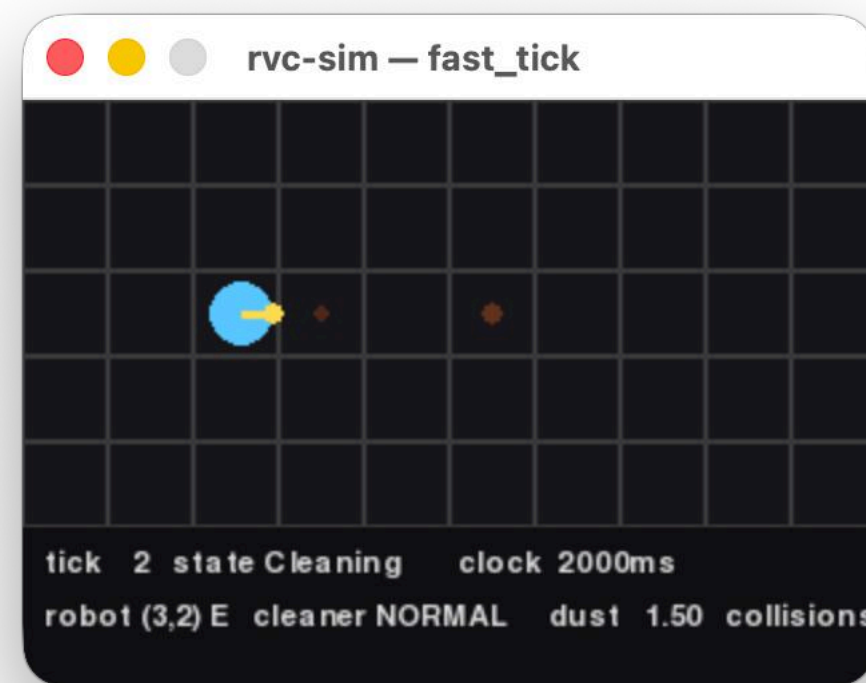 rvc-sim — fast_tick
tick 2 state Cleaning clock 2000ms
robot (3,2) E cleaner NORMAL dust 1.50 collisions